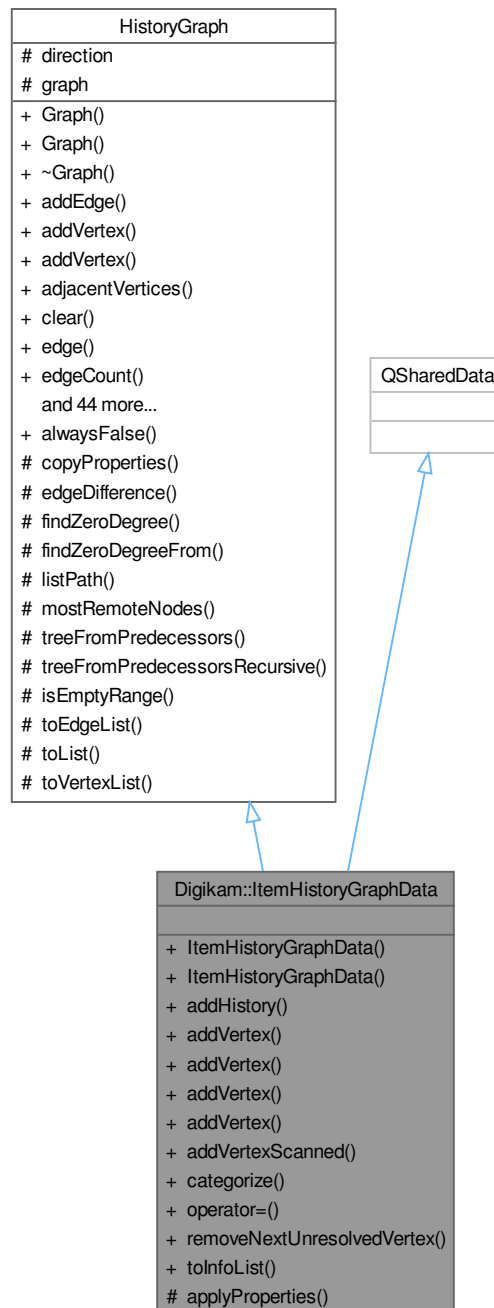 HistoryGraph
# direction
# graph
+ Graph()
+ Graph()
+ ~Graph()
+ addEdge()
+ addVertex()
+ addVertex()
+ adjacentVertices()
+ clear()
+ edge()
+ edgeCount()
and 44 more...
+ alwaysFalse()
# copyProperties()
# edgeDifference()
# findZeroDegree()
# findZeroDegreeFrom()
# listPath()
# mostRemoteNodes()
# treeFromPredecessors()
# treeFromPredecessorsRecursive()
# isEmptyRange()
# toEdgeList()
# toList()
# toVertexList()
QSharedData
Digikam::ItemHistoryGraphData
+ ItemHistoryGraphData()
+ ItemHistoryGraphData()
+ addHistory()
+ addVertex()
+ addVertex()
+ addVertex()
+ addVertex()
+ addVertexScanned()
+ categorize()
+ operator=()
+ removeNextUnresolvedVertex()
+ toInfoList()
# applyProperties()